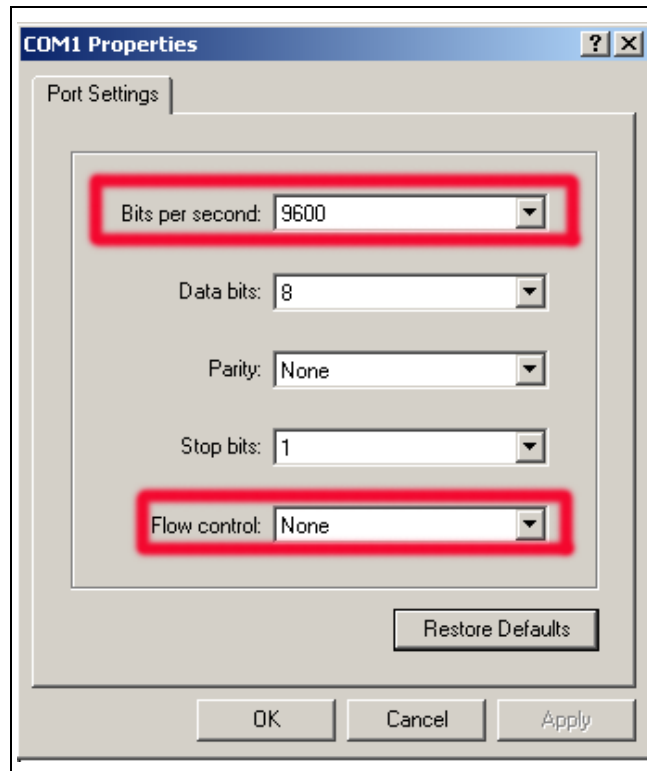 COM1 Properties
Port Settings
Bits per second: 9600
Data bits: 8
Parity: None
Stop bits: 1
Flow control: None
Restore Defaults
OK Cancel Apply